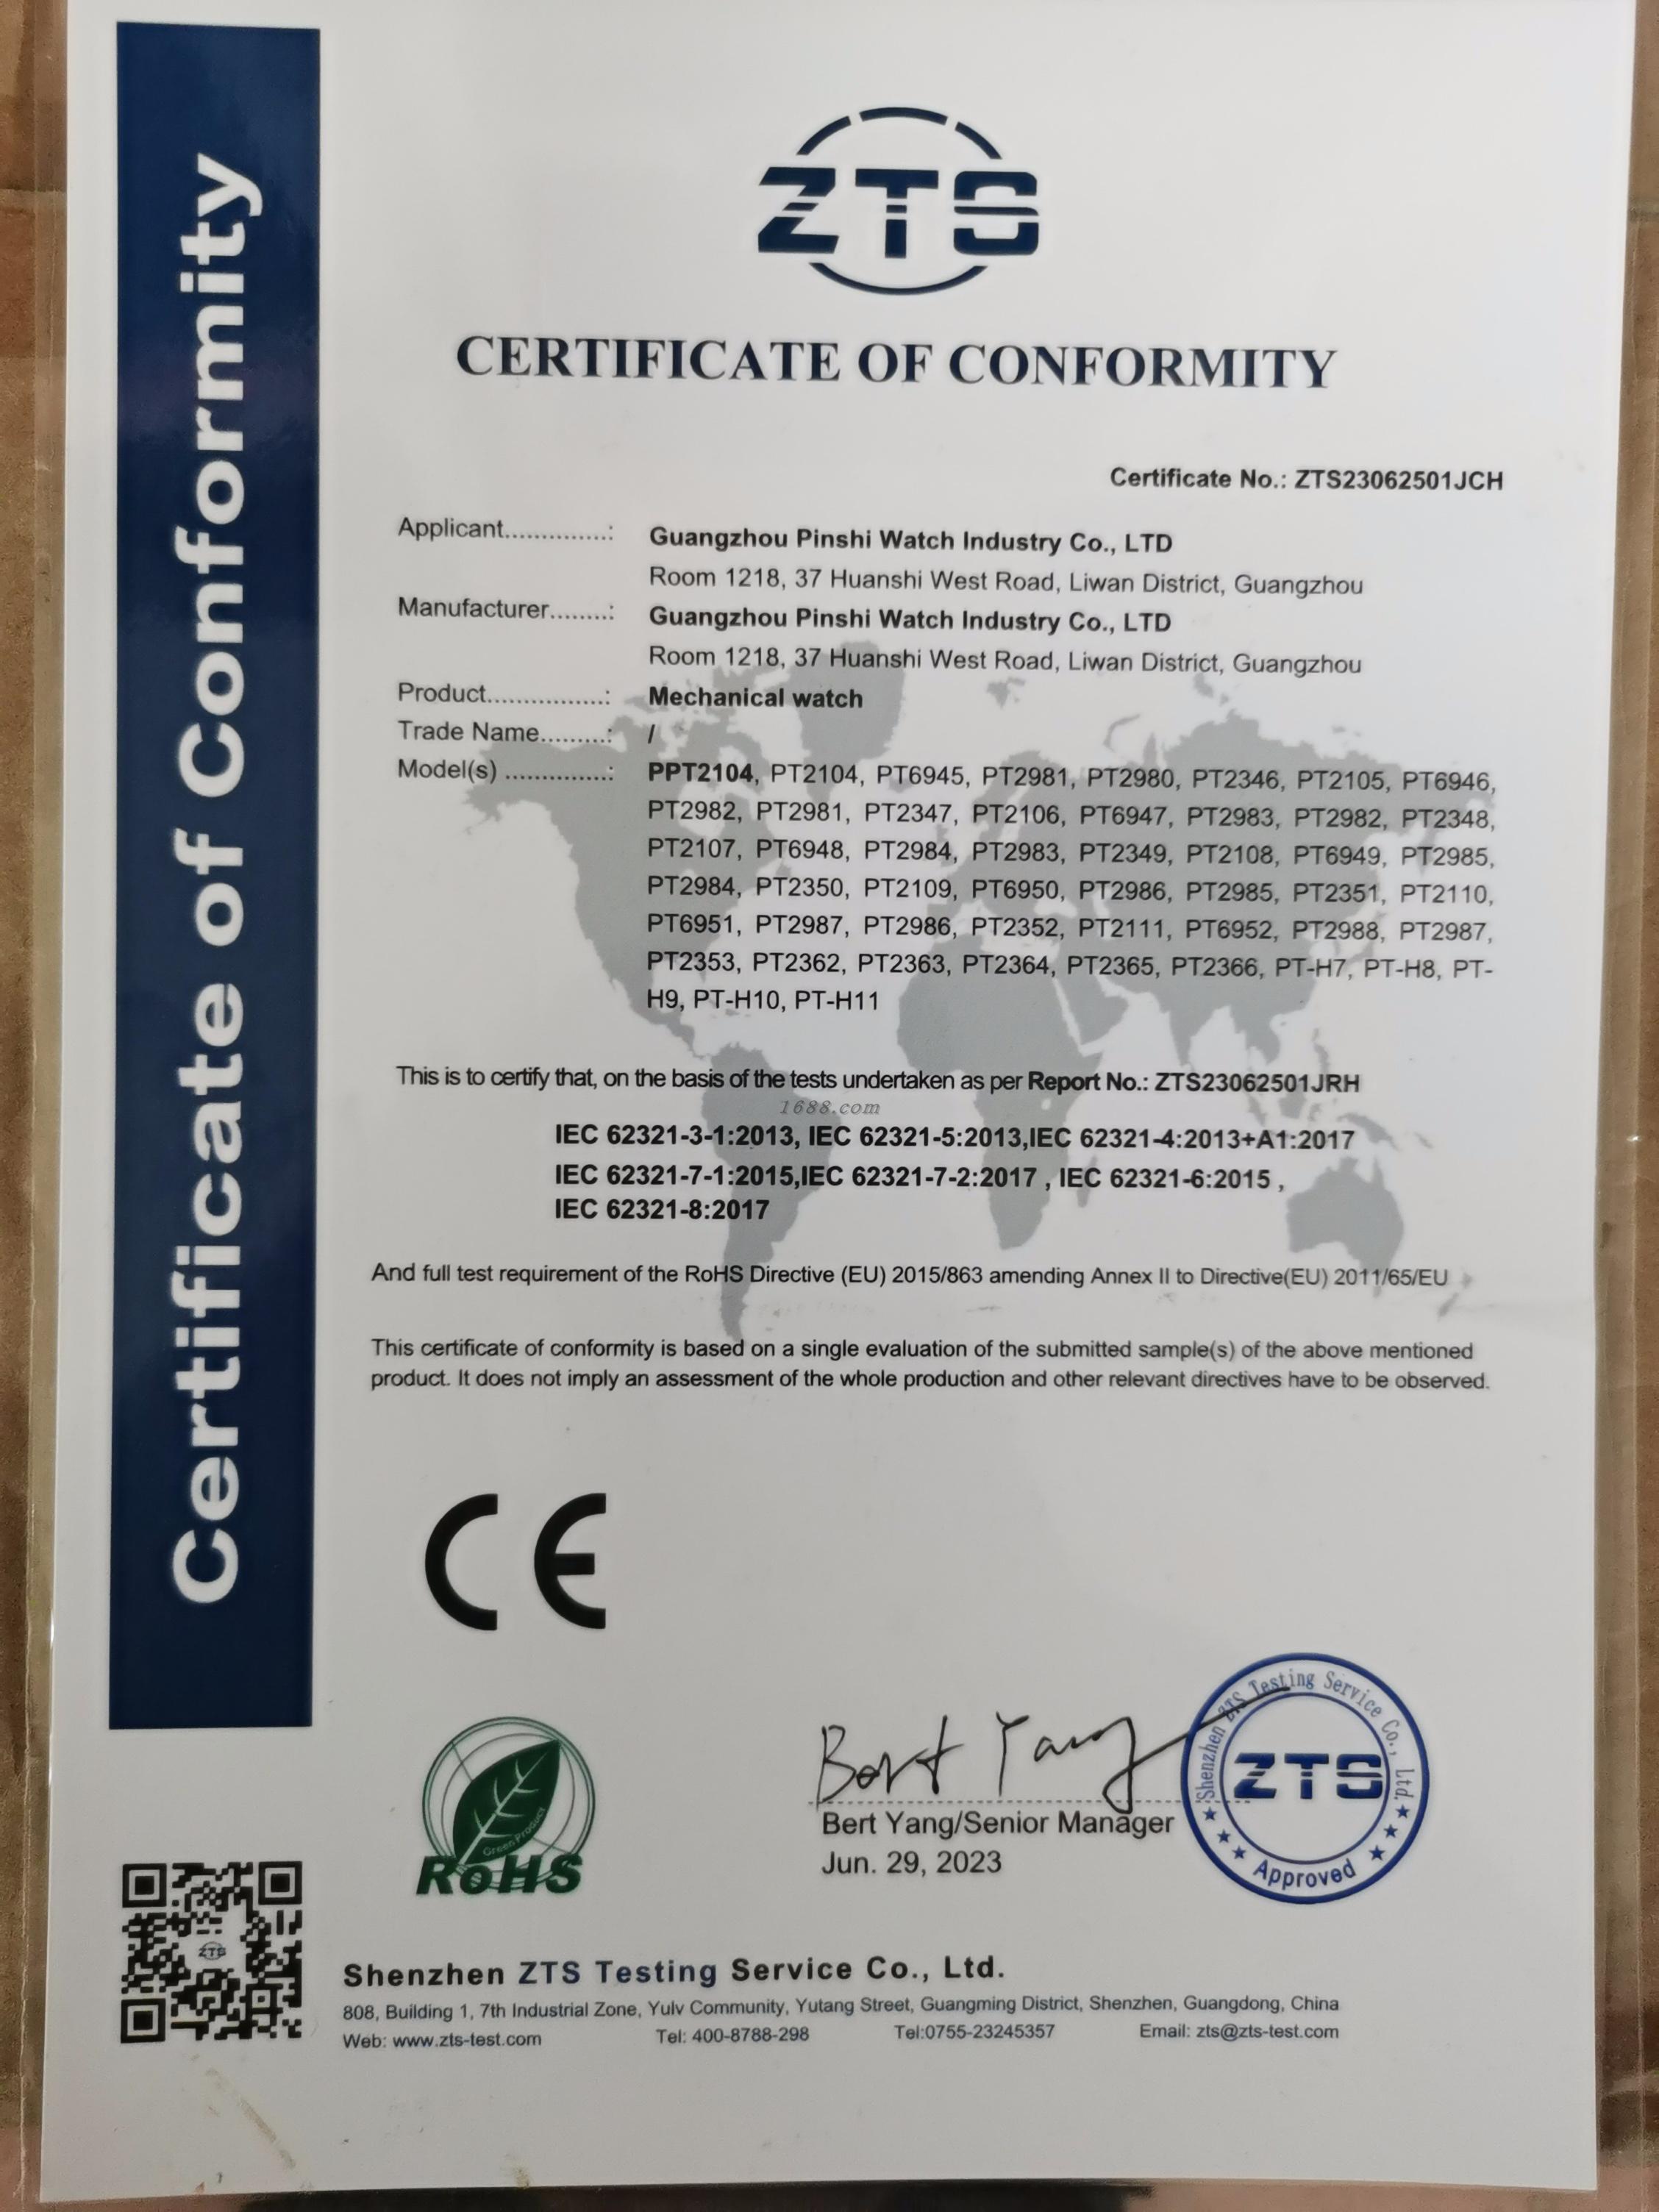 Certificate of Conformity
ZTS
CERTIFICATE OF CONFORMITY
Certificate No.: ZTS23062501JCH
Applicant..............: Guangzhou Pinshi Watch Industry Co., LTD
Room 1218, 37 Huanshi West Road, Liwan District, Guangzhou
Manufacturer........: Guangzhou Pinshi Watch Industry Co., LTD
Room 1218, 37 Huanshi West Road, Liwan District, Guangzhou
Product................: Mechanical watch
Trade Name.........: /
Model(s) ..............: PPT2104, PT2104, PT6945, PT2981, PT2980, PT2346, PT2105, PT6946,
PT2982, PT2981, PT2347, PT2106, PT6947, PT2983, PT2982, PT2348,
PT2107, PT6948, PT2984, PT2983, PT2349, PT2108, PT6949, PT2985,
PT2984, PT2350, PT2109, PT6950, PT2986, PT2985, PT2351, PT2110,
PT6951, PT2987, PT2986, PT2352, PT2111, PT6952, PT2988, PT2987,
PT2353, PT2362, PT2363, PT2364, PT2365, PT2366, PT-H7, PT-H8, PT-
H9, PT-H10, PT-H11
This is to certify that, on the basis of the tests undertaken as per Report No.: ZTS23062501JRH
1688.com
IEC 62321-3-1:2013, IEC 62321-5:2013,IEC 62321-4:2013+A1:2017
IEC 62321-7-1:2015,IEC 62321-7-2:2017 , IEC 62321-6:2015 ,
IEC 62321-8:2017
And full test requirement of the RoHS Directive (EU) 2015/863 amending Annex II to Directive(EU) 2011/65/EU
This certificate of conformity is based on a single evaluation of the submitted sample(s) of the above mentioned
product. It does not imply an assessment of the whole production and other relevant directives have to be observed.
CE
Green Product
RoHS
Bert Yang
Bert Yang/Senior Manager
Jun. 29, 2023
Shenzhen ZTS Testing Service Co., Ltd.
ZTS
Approved
ZTS
Shenzhen ZTS Testing Service Co., Ltd.
808, Building 1, 7th Industrial Zone, Yulv Community, Yutang Street, Guangming District, Shenzhen, Guangdong, China
Web: www.zts-test.com Tel: 400-8788-298 Tel:0755-23245357 Email: zts@zts-test.com